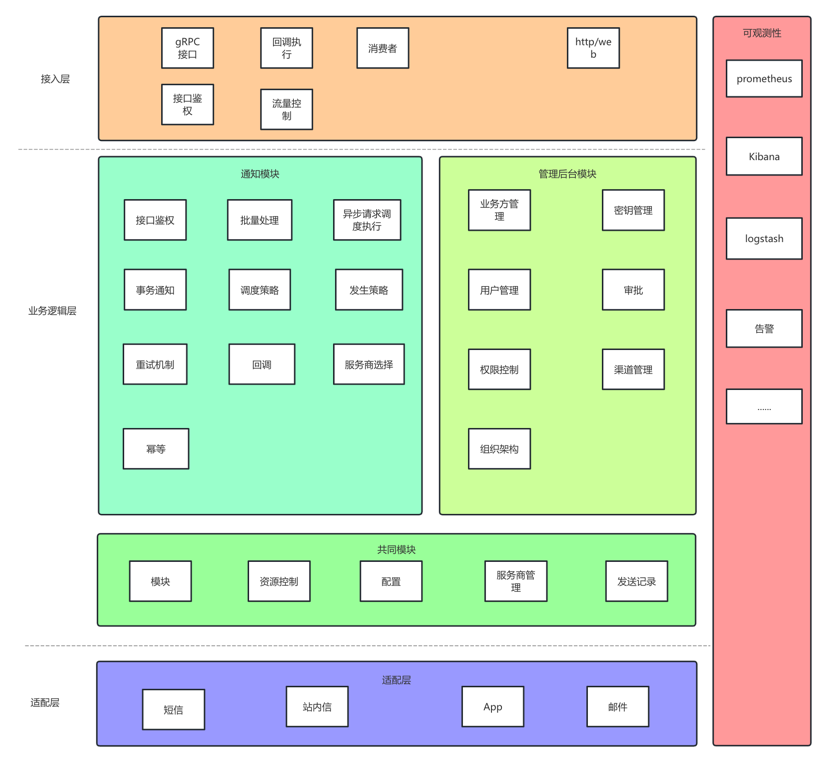 接入层
gRPC
接口
回调执
行
消费者
http/we
b
接口鉴
权
流量控
制
业务逻辑层
通知模块
接口鉴权
批量处理
异步请求调
度执行
事务通知
调度策略
发生策略
重试机制
回调
服务商选择
幂等
管理后台模块
业务方管
理
密钥管理
用户管理
审批
权限控制
渠道管理
组织架构
共同模块
模块
资源控制
配置
服务商管
理
发送记录
适配层
适配层
短信
站内信
App
邮件
可观测性
prometheus
Kibana
logstash
告警
......